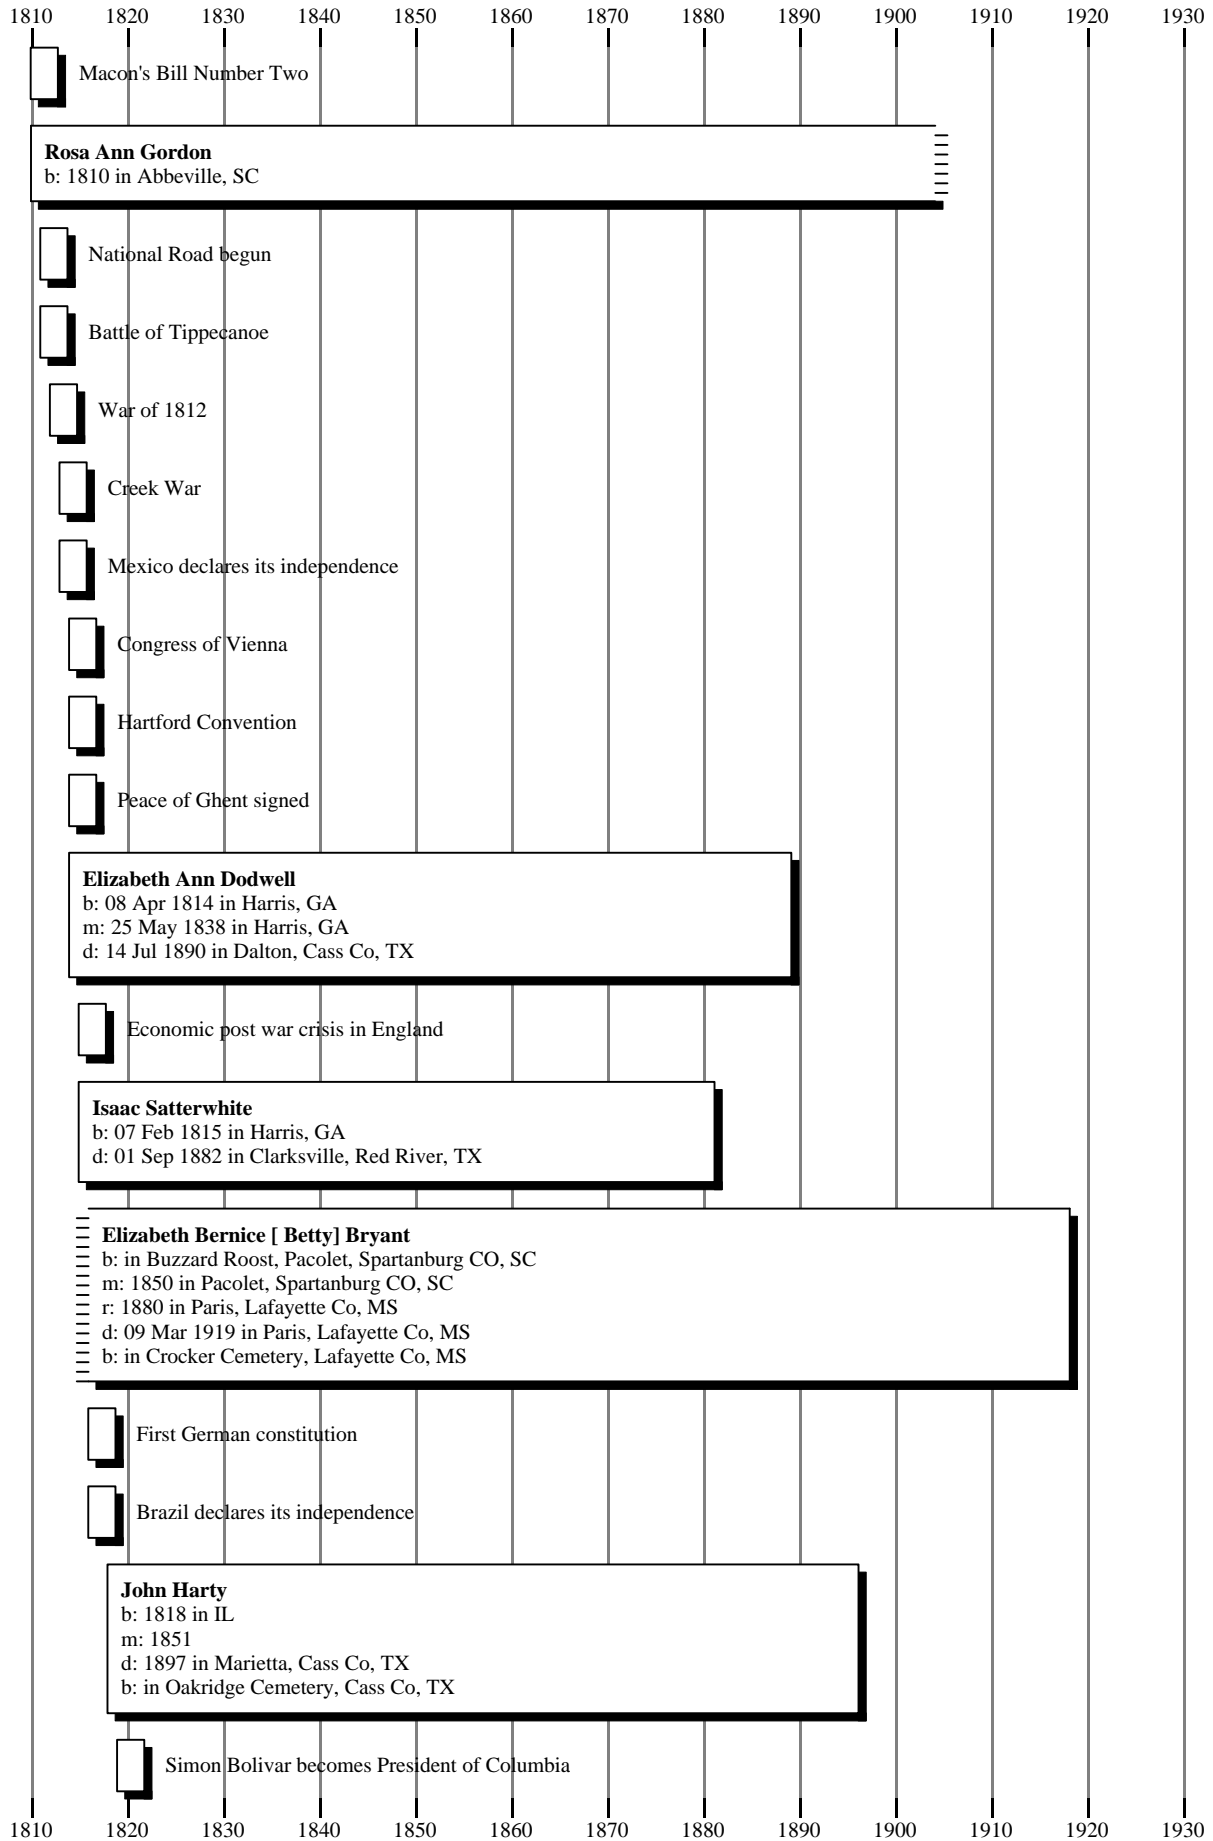 1810 1820 1830 1840 1850 1860 1870 1880 1890 1900 1910 1920 1930
Macon's Bill Number Two
Rosa Ann Gordon
b: 1810 in Abbeville, SC
National Road begun
Battle of Tippecanoe
War of 1812
Creek War
Mexico declares its independence
Congress of Vienna
Hartford Convention
Peace of Ghent signed
Elizabeth Ann Dodwell
b: 08 Apr 1814 in Harris, GA
m: 25 May 1838 in Harris, GA
d: 14 Jul 1890 in Dalton, Cass Co, TX
Economic post war crisis in England
Isaac Satterwhite
b: 07 Feb 1815 in Harris, GA
d: 01 Sep 1882 in Clarksville, Red River, TX
Elizabeth Bernice [ Betty] Bryant
b: in Buzzard Roost, Pacolet, Spartanburg CO, SC
m: 1850 in Pacolet, Spartanburg CO, SC
r: 1880 in Paris, Lafayette Co, MS
d: 09 Mar 1919 in Paris, Lafayette Co, MS
b: in Crocker Cemetery, Lafayette Co, MS
First German constitution
Brazil declares its independence
John Harty
b: 1818 in IL
m: 1851
d: 1897 in Marietta, Cass Co, TX
b: in Oakridge Cemetery, Cass Co, TX
Simon Bolivar becomes President of Columbia
1810 1820 1830 1840 1850 1860 1870 1880 1890 1900 1910 1920 1930